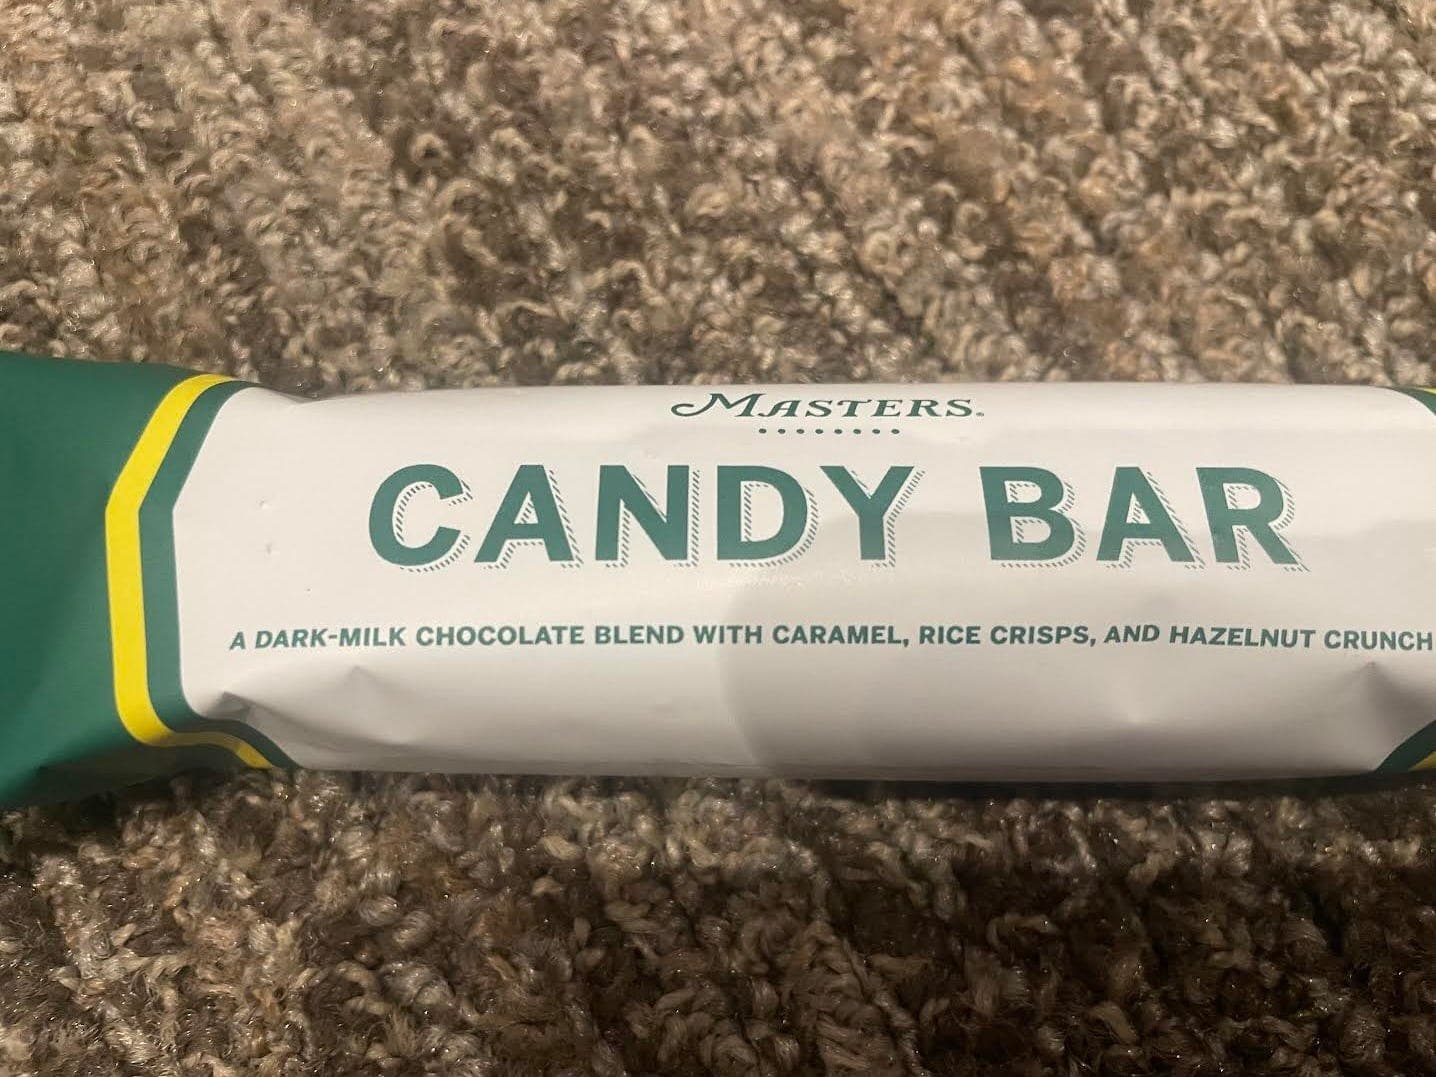 MASTERS
CANDY BAR
A DARK-MILK CHOCOLATE BLEND WITH CARAMEL, RICE CRISPS, AND HAZELNUT CRUNCH